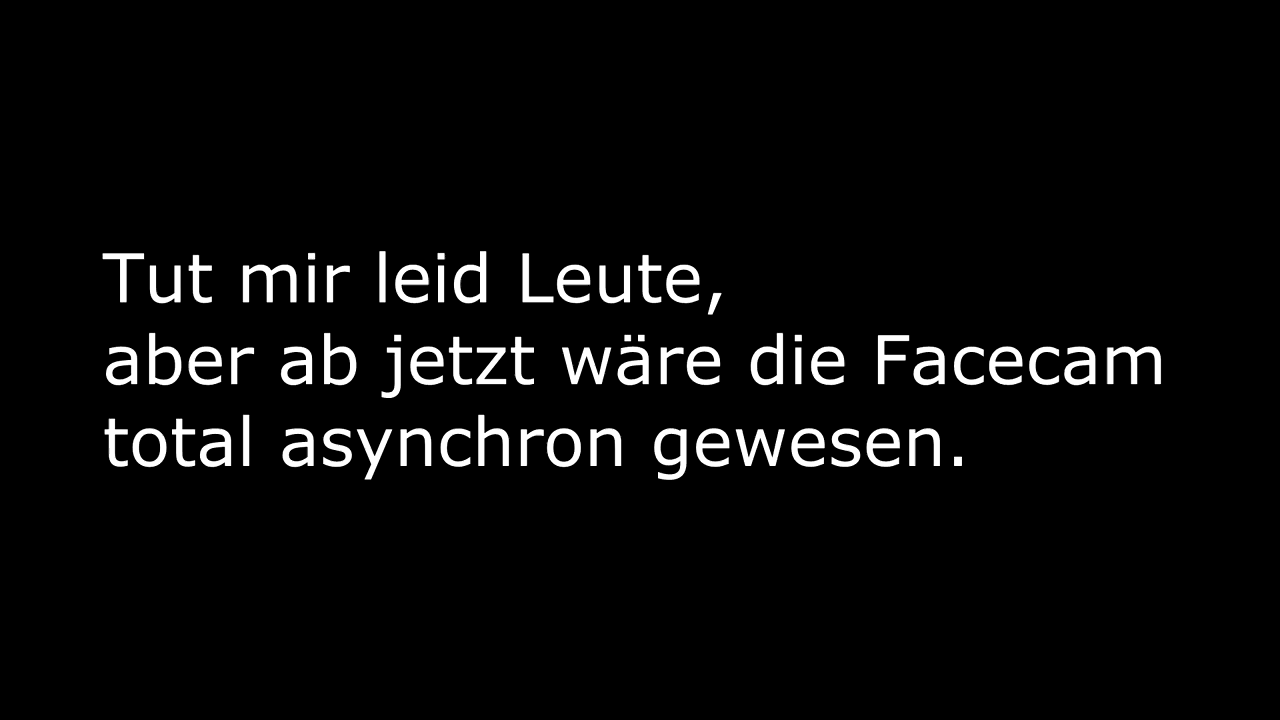 Tut mir leid Leute,
aber ab jetzt wäre die Facecam
total asynchron gewesen.